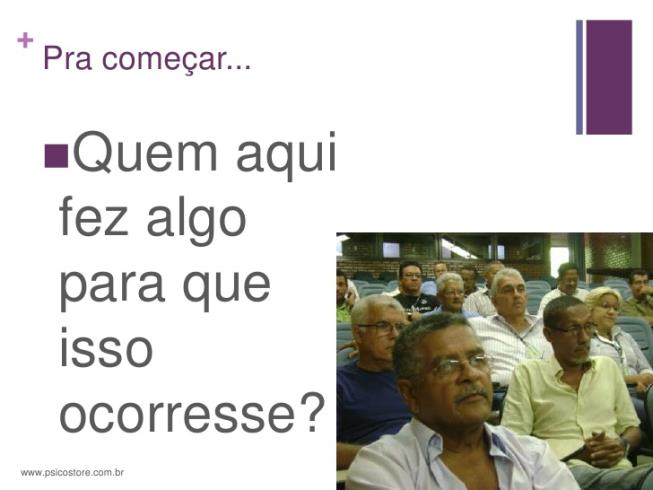 +
Pra começar...
Quem aqui
fez algo
para que
isso
ocorresse?
www.psicostore.com.br